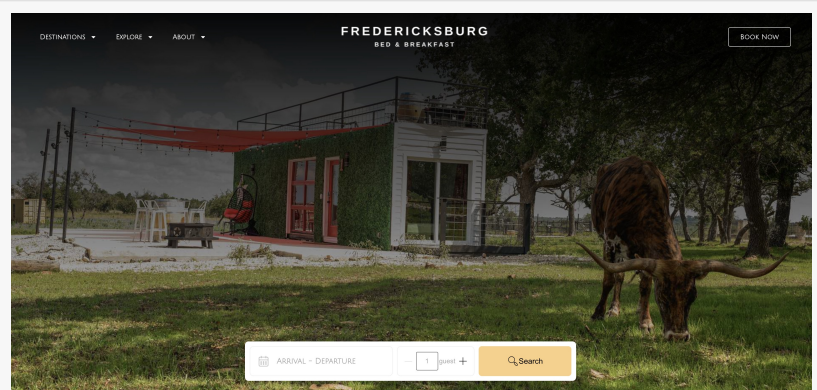 DESTINATIONS
EXPLORE
ABOUT
FREDERICKSBURG
BED & BREAKFAST
BOOK NOW
ARRIVAL - DEPARTURE
1 guest
Search